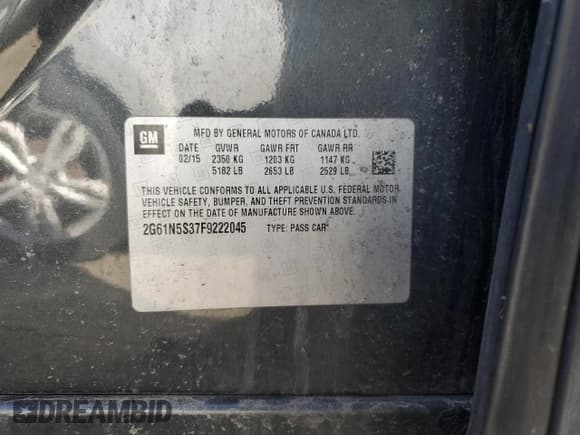 GM
MFD BY GENERAL MOTORS OF CANADA LTD.
DATE GVWR GAWR FRT GAWR RR
02/15 2350 KG 1203 KG 1147 KG
5182 LB 2653 LB 2529 LB
THIS VEHICLE CONFORMS TO ALL APPLICABLE U.S. FEDERAL MOTOR
VEHICLE SAFETY, BUMPER, AND THEFT PREVENTION STANDARDS IN
EFFECT ON THE DATE OF MANUFACTURE SHOWN ABOVE.
2G61N5S37F9222045 TYPE: PASS CAR*
DREAMBID